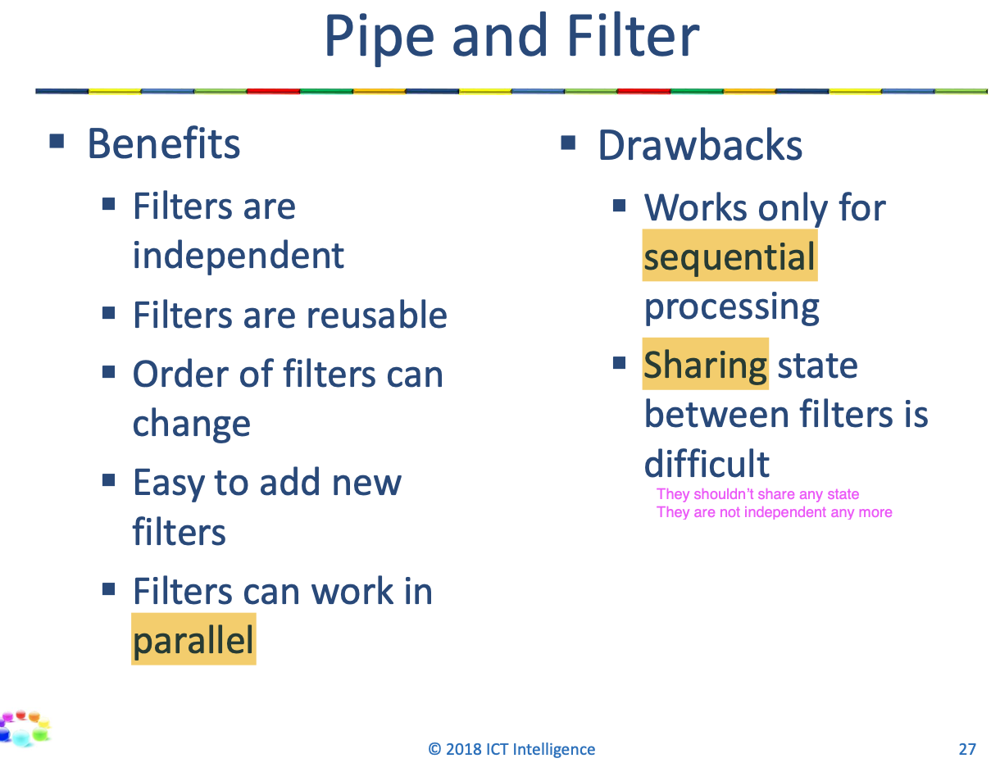 Pipe and Filter
▪ Benefits
▪ Filters are
independent
▪ Filters are reusable
▪ Order of filters can
change
▪ Easy to add new
filters
▪ Filters can work in
parallel
▪ Drawbacks
▪ Works only for
sequential
processing
▪ Sharing state
between filters is
difficult
They shouldn’t share any state
They are not independent any more
© 2018 ICT Intelligence
27